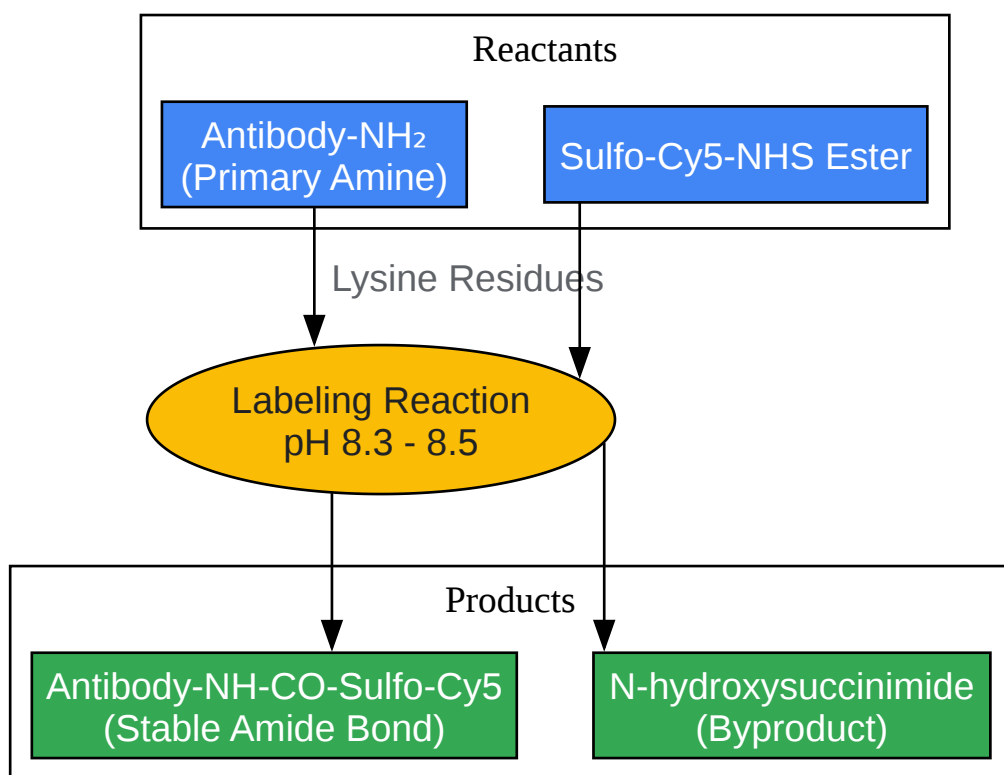 Reactants
Antibody-NH₂
(Primary Amine)
Sulfo-Cy5-NHS Ester
Lysine Residues
Labeling Reaction
pH 8.3 - 8.5
Products
Antibody-NH-CO-Sulfo-Cy5
(Stable Amide Bond)
N-hydroxysuccinimide
(Byproduct)